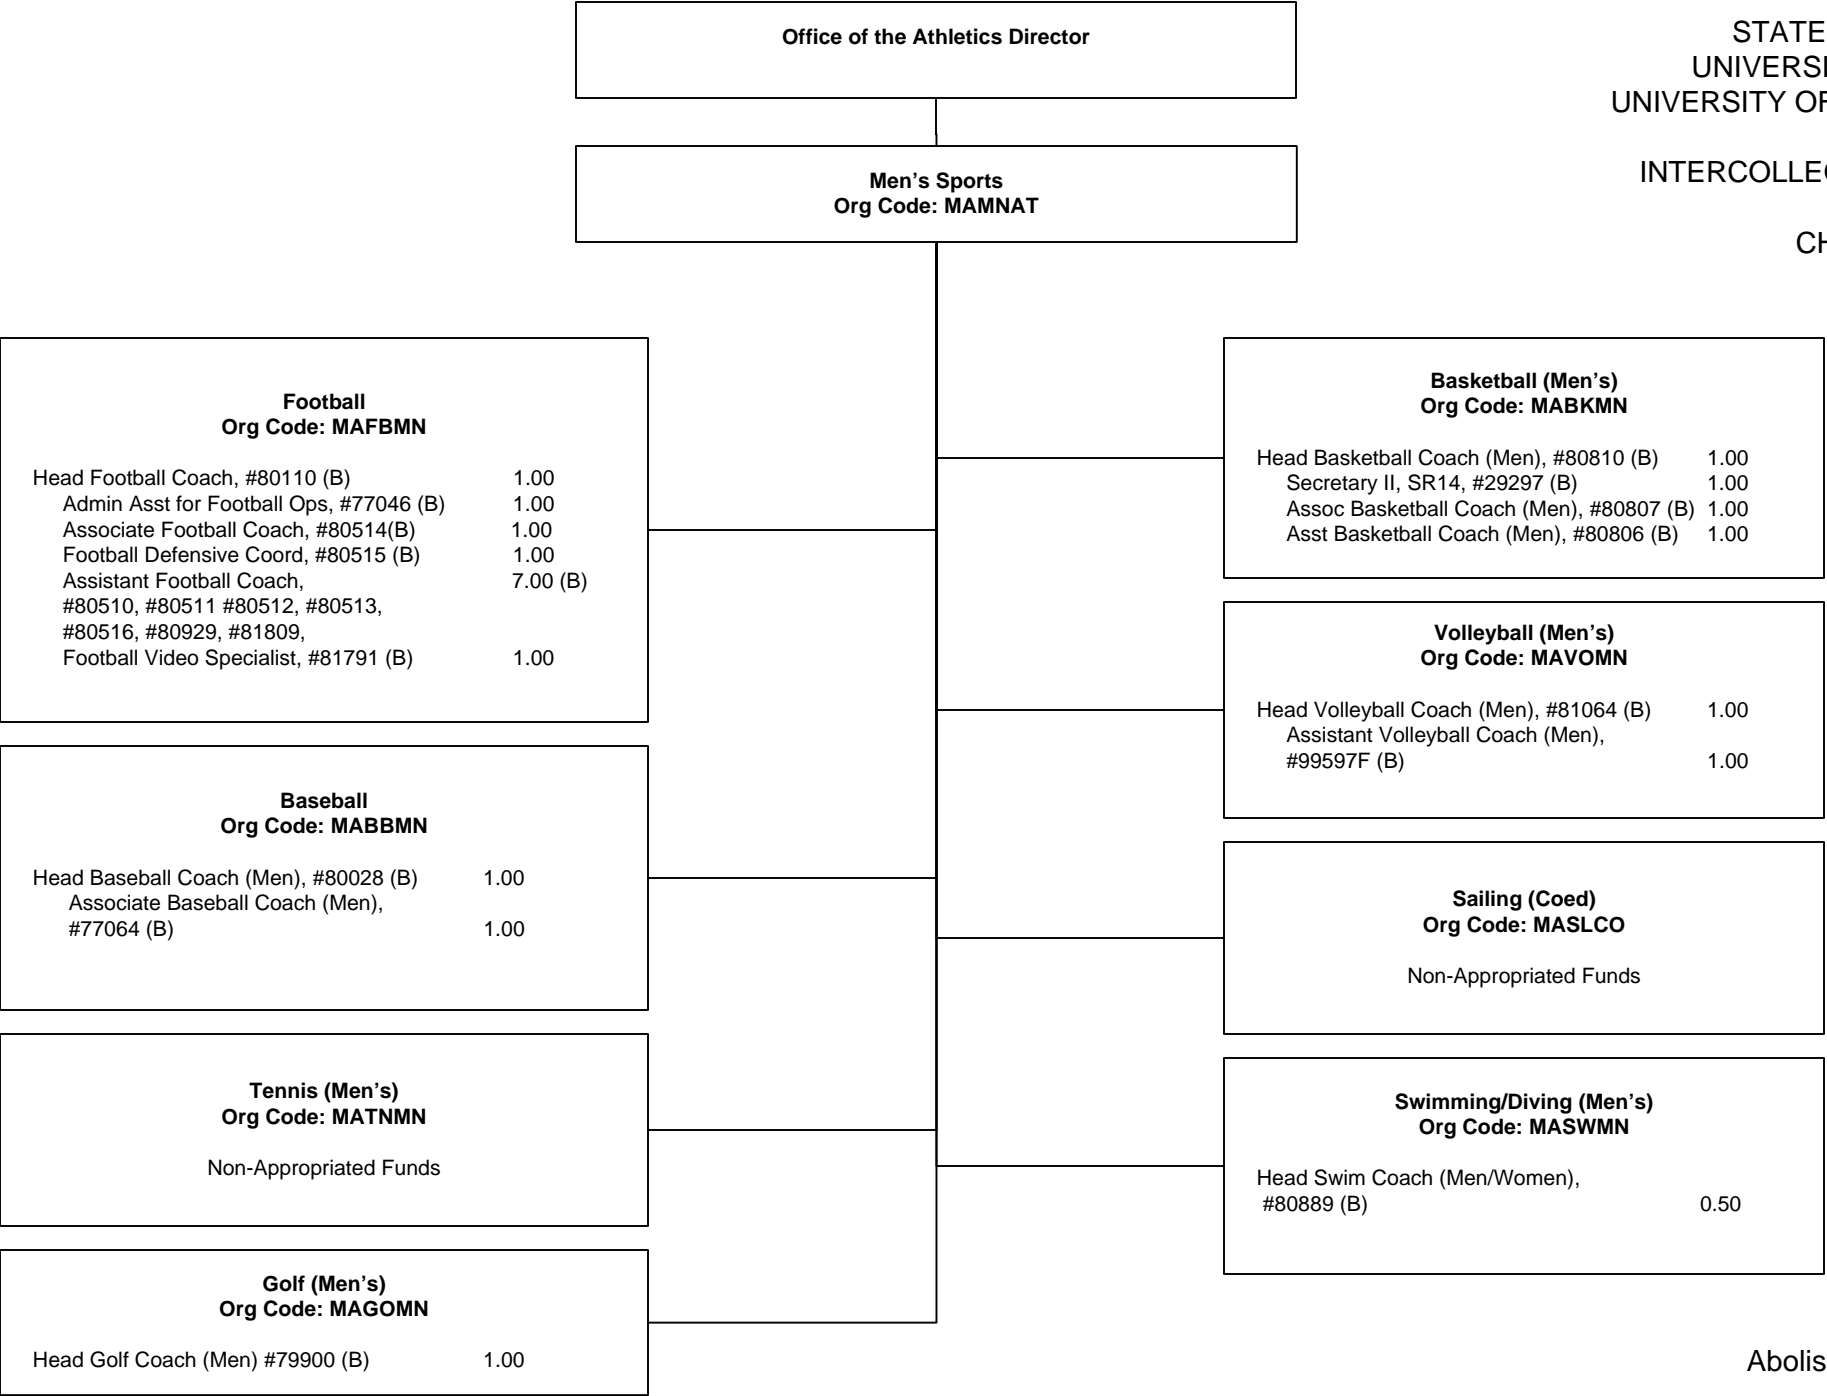 Office of the Athletics Director
STATE
UNIVERSI
UNIVERSITY OF
INTERCOLLEG
CH
Men’s Sports
Org Code: MAMNAT
Football
Org Code: MAFBMN
Head Football Coach, #80110 (B) 1.00
Admin Asst for Football Ops, #77046 (B) 1.00
Associate Football Coach, #80514(B) 1.00
Football Defensive Coord, #80515 (B) 1.00
Assistant Football Coach, 7.00 (B)
#80510, #80511 #80512, #80513,
#80516, #80929, #81809,
Football Video Specialist, #81791 (B) 1.00
Baseball
Org Code: MABBMN
Head Baseball Coach (Men), #80028 (B) 1.00
Associate Baseball Coach (Men),
#77064 (B) 1.00
Tennis (Men’s)
Org Code: MATNMN
Non-Appropriated Funds
Golf (Men’s)
Org Code: MAGOMN
Head Golf Coach (Men) #79900 (B) 1.00
Basketball (Men’s)
Org Code: MABKMN
Head Basketball Coach (Men), #80810 (B) 1.00
Secretary II, SR14, #29297 (B) 1.00
Assoc Basketball Coach (Men), #80807 (B) 1.00
Asst Basketball Coach (Men), #80806 (B) 1.00
Volleyball (Men’s)
Org Code: MAVOMN
Head Volleyball Coach (Men), #81064 (B) 1.00
Assistant Volleyball Coach (Men),
#99597F (B) 1.00
Sailing (Coed)
Org Code: MASLCO
Non-Appropriated Funds
Swimming/Diving (Men’s)
Org Code: MASWMN
Head Swim Coach (Men/Women),
#80889 (B) 0.50
Abolis